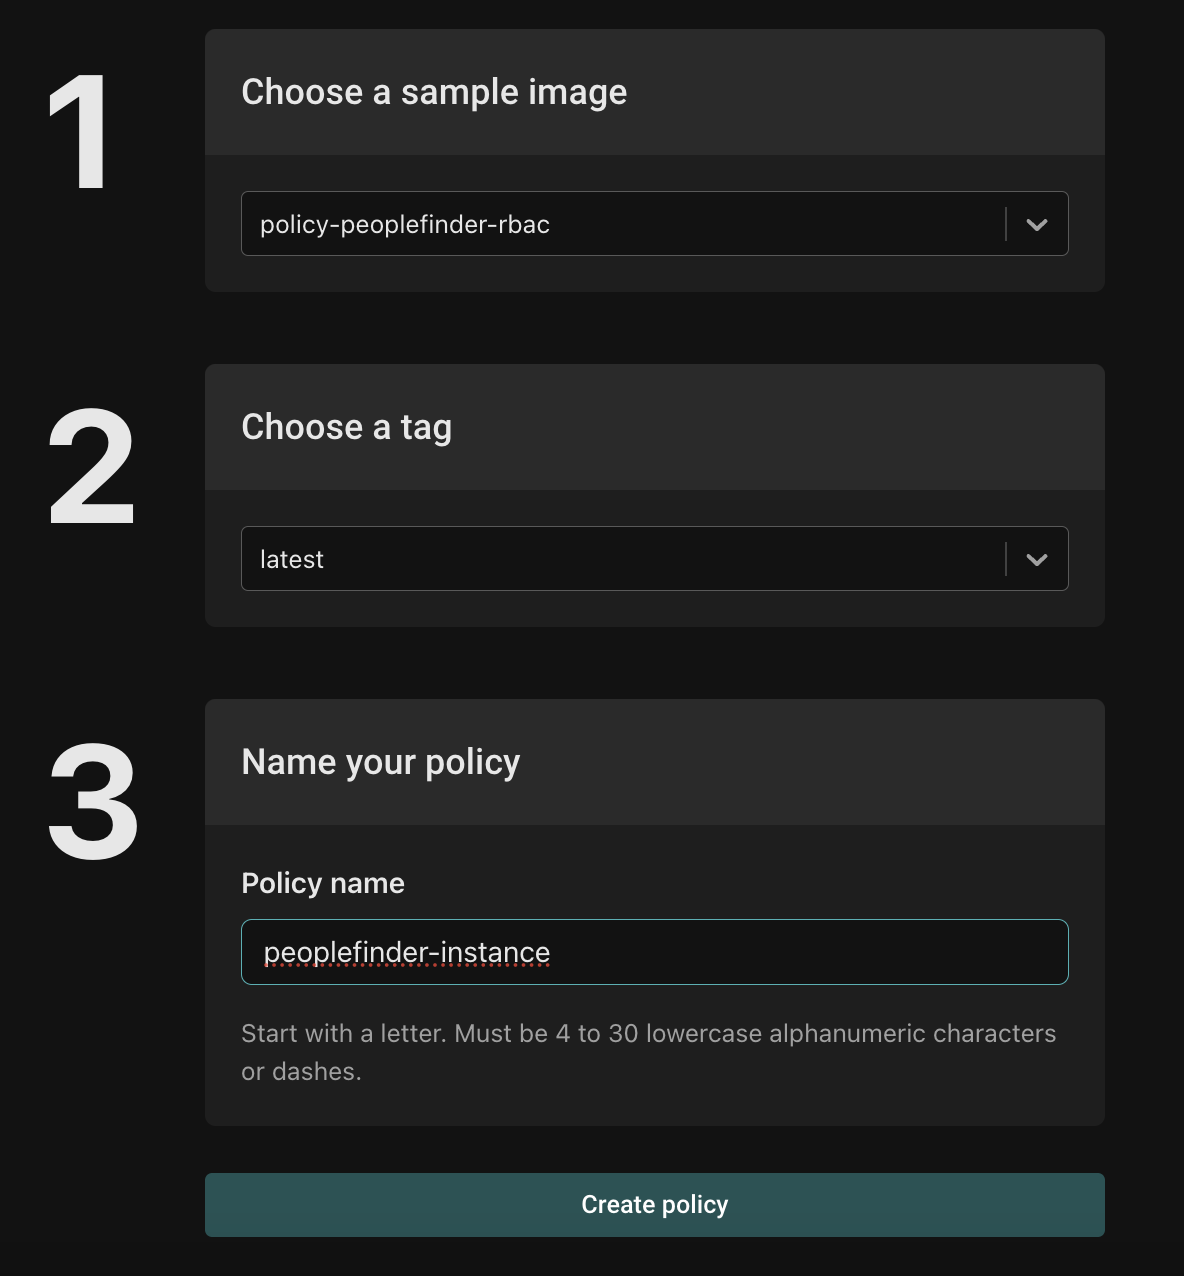 1
Choose a sample image
policy-peoplefinder-rbac
2
Choose a tag
latest
3
Name your policy
Policy name
peoplefinder-instance
Start with a letter. Must be 4 to 30 lowercase alphanumeric characters
or dashes.
Create policy